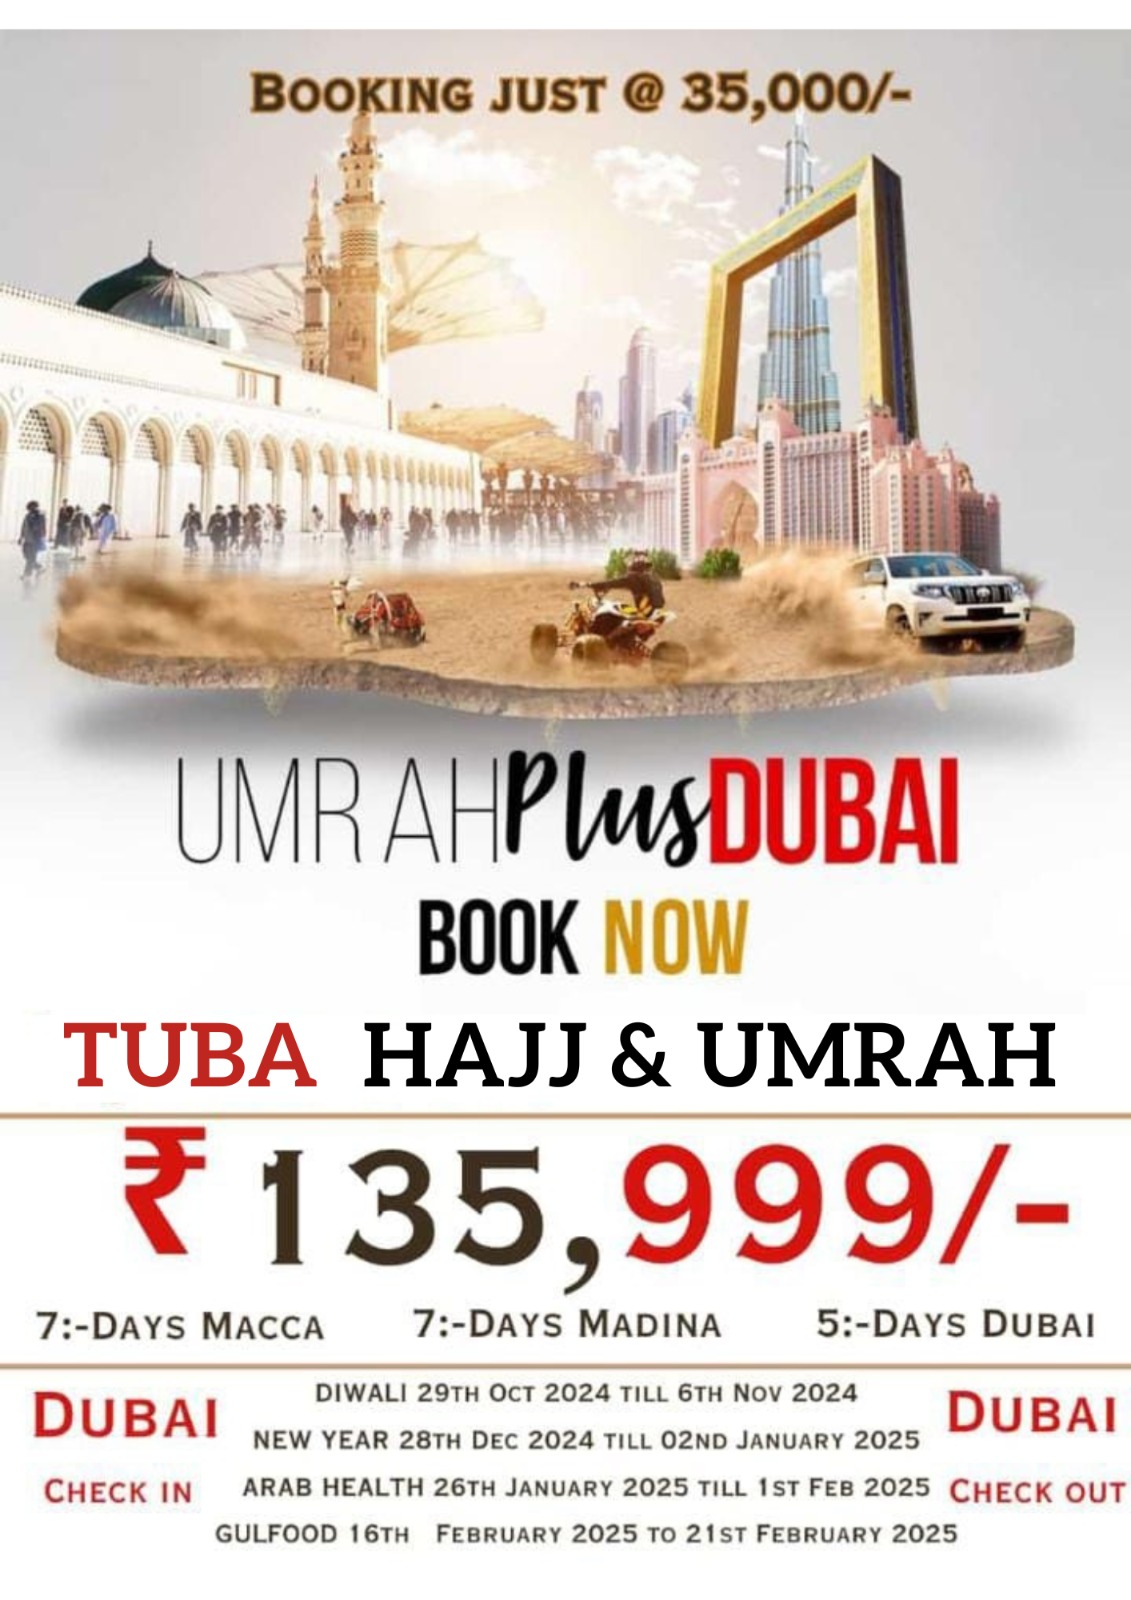 BOOKING JUST @ 35,000/-
UMRAH Plus DUBAI
BOOK NOW
TUBA HAJJ & UMRAH
₹ 135,999/-
7:-DAYS MACCA 7:-DAYS MADINA 5:-DAYS DUBAI
DUBAI
CHECK IN
DIWALI 29TH OCT 2024 TILL 6TH NOV 2024
NEW YEAR 28TH DEC 2024 TILL 02ND JANUARY 2025
ARAB HEALTH 26TH JANUARY 2025 TILL 1ST FEB 2025
GULFOOD 16TH FEBRUARY 2025 TO 21ST FEBRUARY 2025
DUBAI
CHECK OUT